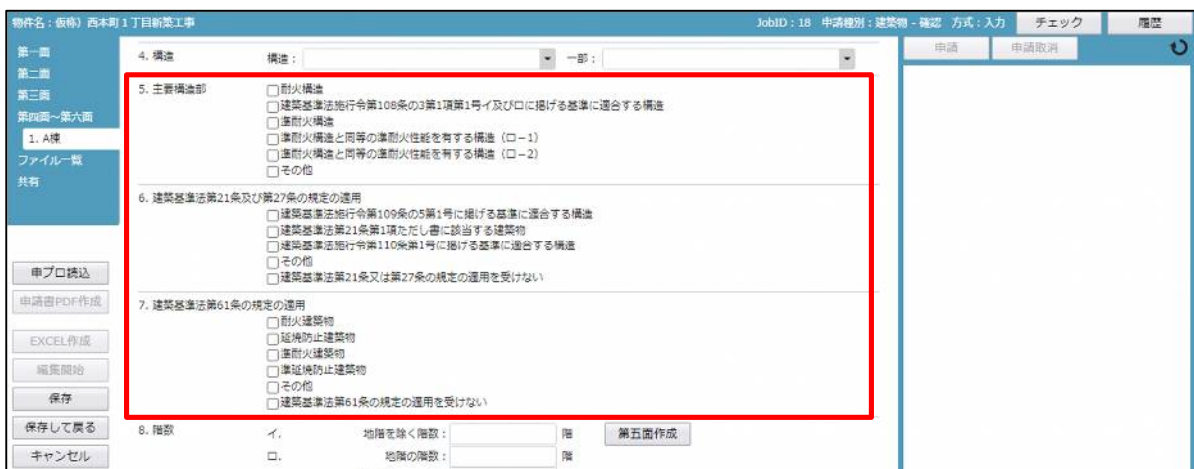 物件名：仮称）西本町１丁目新築工事 JobID：18 申請種別：建築物 - 確認 方式：入力 チェック 履歴
第一面
第二面
第三面
第四面～第六面
1. A棟
ファイル一覧
共有
申プロ読込
申請書PDF作成
EXCEL作成
編集開始
保存
保存して戻る
キャンセル
4. 構造 構造： 一部：
5. 主要構造部 耐火構造
建築基準法施行令第108条の3第1項第1号イ及びロに掲げる基準に適合する構造
準耐火構造
準耐火構造と同等の準耐火性能を有する構造（ロ－1）
準耐火構造と同等の準耐火性能を有する構造（ロ－2）
その他
6. 建築基準法第21条及び第27条の規定の適用
建築基準法施行令第109条の5第1号に掲げる基準に適合する構造
建築基準法第21条第1項ただし書に該当する建築物
建築基準法施行令第110条第1号に掲げる基準に適合する構造
その他
建築基準法第21条又は第27条の規定の適用を受けない
7. 建築基準法第61条の規定の適用
耐火建築物
延焼防止建築物
準耐火建築物
準延焼防止建築物
その他
建築基準法第61条の規定の適用を受けない
8. 階数 イ. 地階を除く階数： 階 第五面作成
ロ. 地階の階数： 階
申請 申請取消